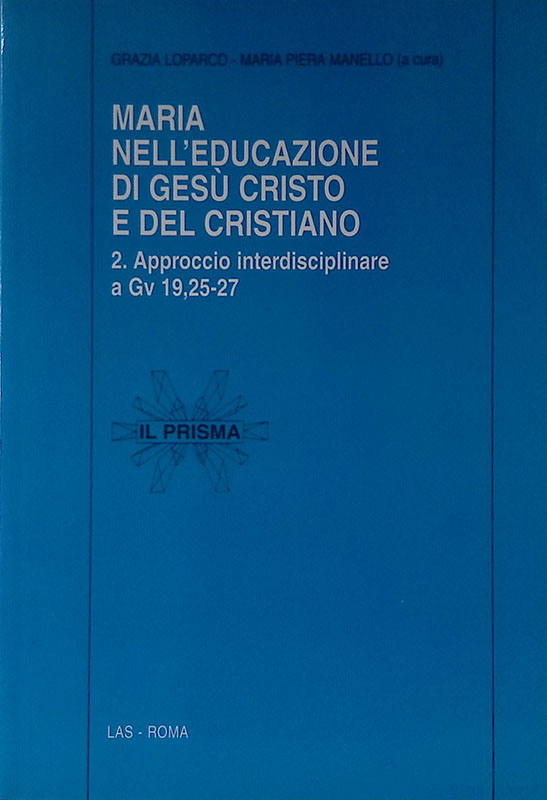 GRAZIA LOPARCO - MARIA PIERA MANELLO (a cura)
MARIA
NELL'EDUCAZIONE
DI GESÙ CRISTO
E DEL CRISTIANO
2. Approccio interdisciplinare
a Gv 19,25-27
IL PRISMA
LAS - ROMA